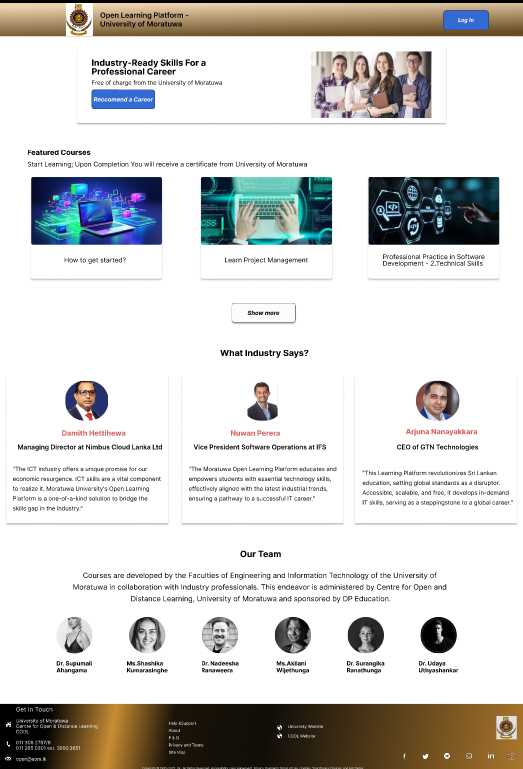 Open Learning Platform -
University of Moratuwa
Log In
Industry-Ready Skills For a
Professional Career
Free of charge from the University of Moratuwa
Reccomend a Career
Featured Courses
Start Learning; Upon Completion You will receive a certificate from University of Moratuwa
How to get started?
Learn Project Management
Professional Practice in Software
Development - 2.Technical Skills
Show more
What Industry Says?
Damith Hettihewa
Managing Director at Nimbus Cloud Lanka Ltd
"The ICT industry offers a unique promise for our
economic resurgence. ICT skills are a vital component
to realize it. Moratuwa University's Open Learning
Platform is a one-of-a-kind solution to bridge the
skills gap in the industry."
Nuwan Perera
Vice President Software Operations at IFS
"The Moratuwa Open Learning Platform educates and
empowers students with essential technology skills,
effectively aligned with the latest industrial trends,
ensuring a pathway to a successful IT career."
Arjuna Nanayakkara
CEO of GTN Technologies
"This Learning Platform revolutionizes Sri Lankan
education, setting global standards as a disruptor.
Accessible, scalable, and free, it develops in-demand
IT skills, serving as a steppingstone to a global career."
Our Team
Courses are developed by the Faculties of Engineering and Information Technology of the University of
Moratuwa in collaboration with Industry professionals. This endeavor is administered by Centre for Open and
Distance Learning, University of Moratuwa and sponsored by DP Education.
Dr. Supumali
Ahangama
Ms.Shashika
Kumarasinghe
Dr. Nadeesha
Ranaweera
Ms.Akilani
Wijethunga
Dr. Surangika
Ranathunga
Dr. Udaya
Uthyashankar
Get in Touch
University of Moratuwa
Centre for Open & Distance Learning
CODL
011 308 2787/8
011 265 0301 ext. 3850,3851
open@uom.lk
Help &Support
About
F & Q
Privacy and Terms
Site Map
University Website
CODL Website